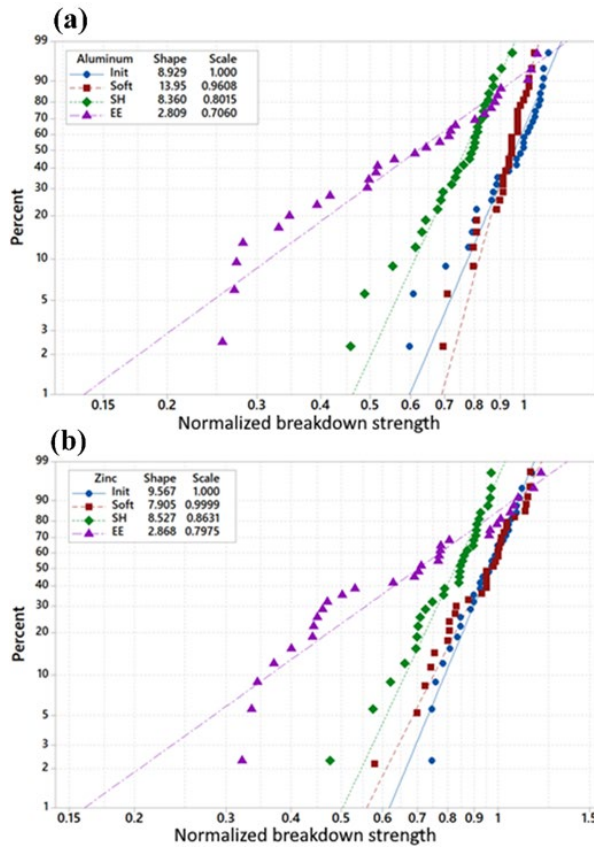 (a)
99
90
80
70
60
50
40
30
20
10
5
3
2
1
Percent
Aluminum Shape Scale
Init 8.929 1.000
Soft 13.95 0.9608
SH 8.360 0.8015
EE 2.809 0.7060
0.15 0.2 0.3 0.4 0.5 0.6 0.7 0.8 0.9 1
Normalized breakdown strength
(b)
99
90
80
70
60
50
40
30
20
10
5
3
2
1
Percent
Zinc Shape Scale
Init 9.567 1.000
Soft 7.905 0.9999
SH 8.527 0.8631
EE 2.868 0.7975
0.15 0.2 0.3 0.4 0.5 0.6 0.7 0.8 0.9 1 1.5
Normalized breakdown strength